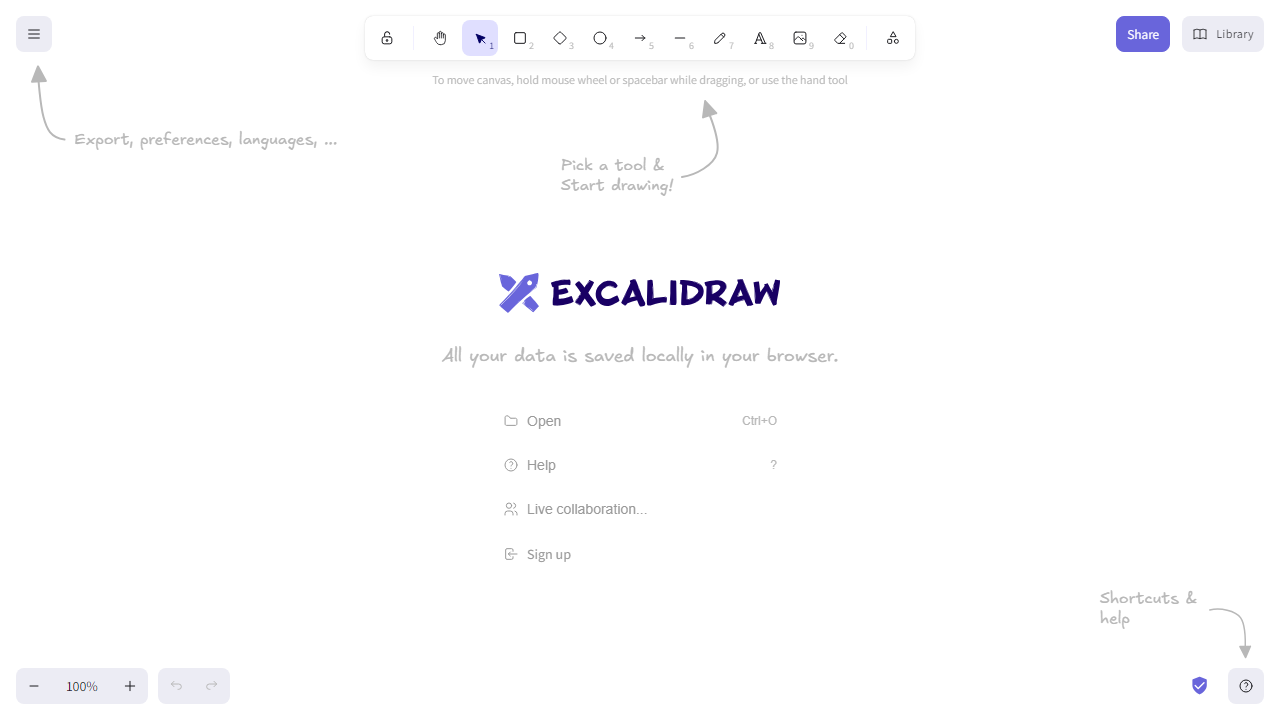 1 2 3 4 5 6 7 8 9 0
Share
Library
To move canvas, hold mouse wheel or spacebar while dragging, or use the hand tool
Export, preferences, languages, ...
Pick a tool &
Start drawing!
EXCALIDRAW
All your data is saved locally in your browser.
Open Ctrl+O
Help ?
Live collaboration...
Sign up
Shortcuts &
help
100%